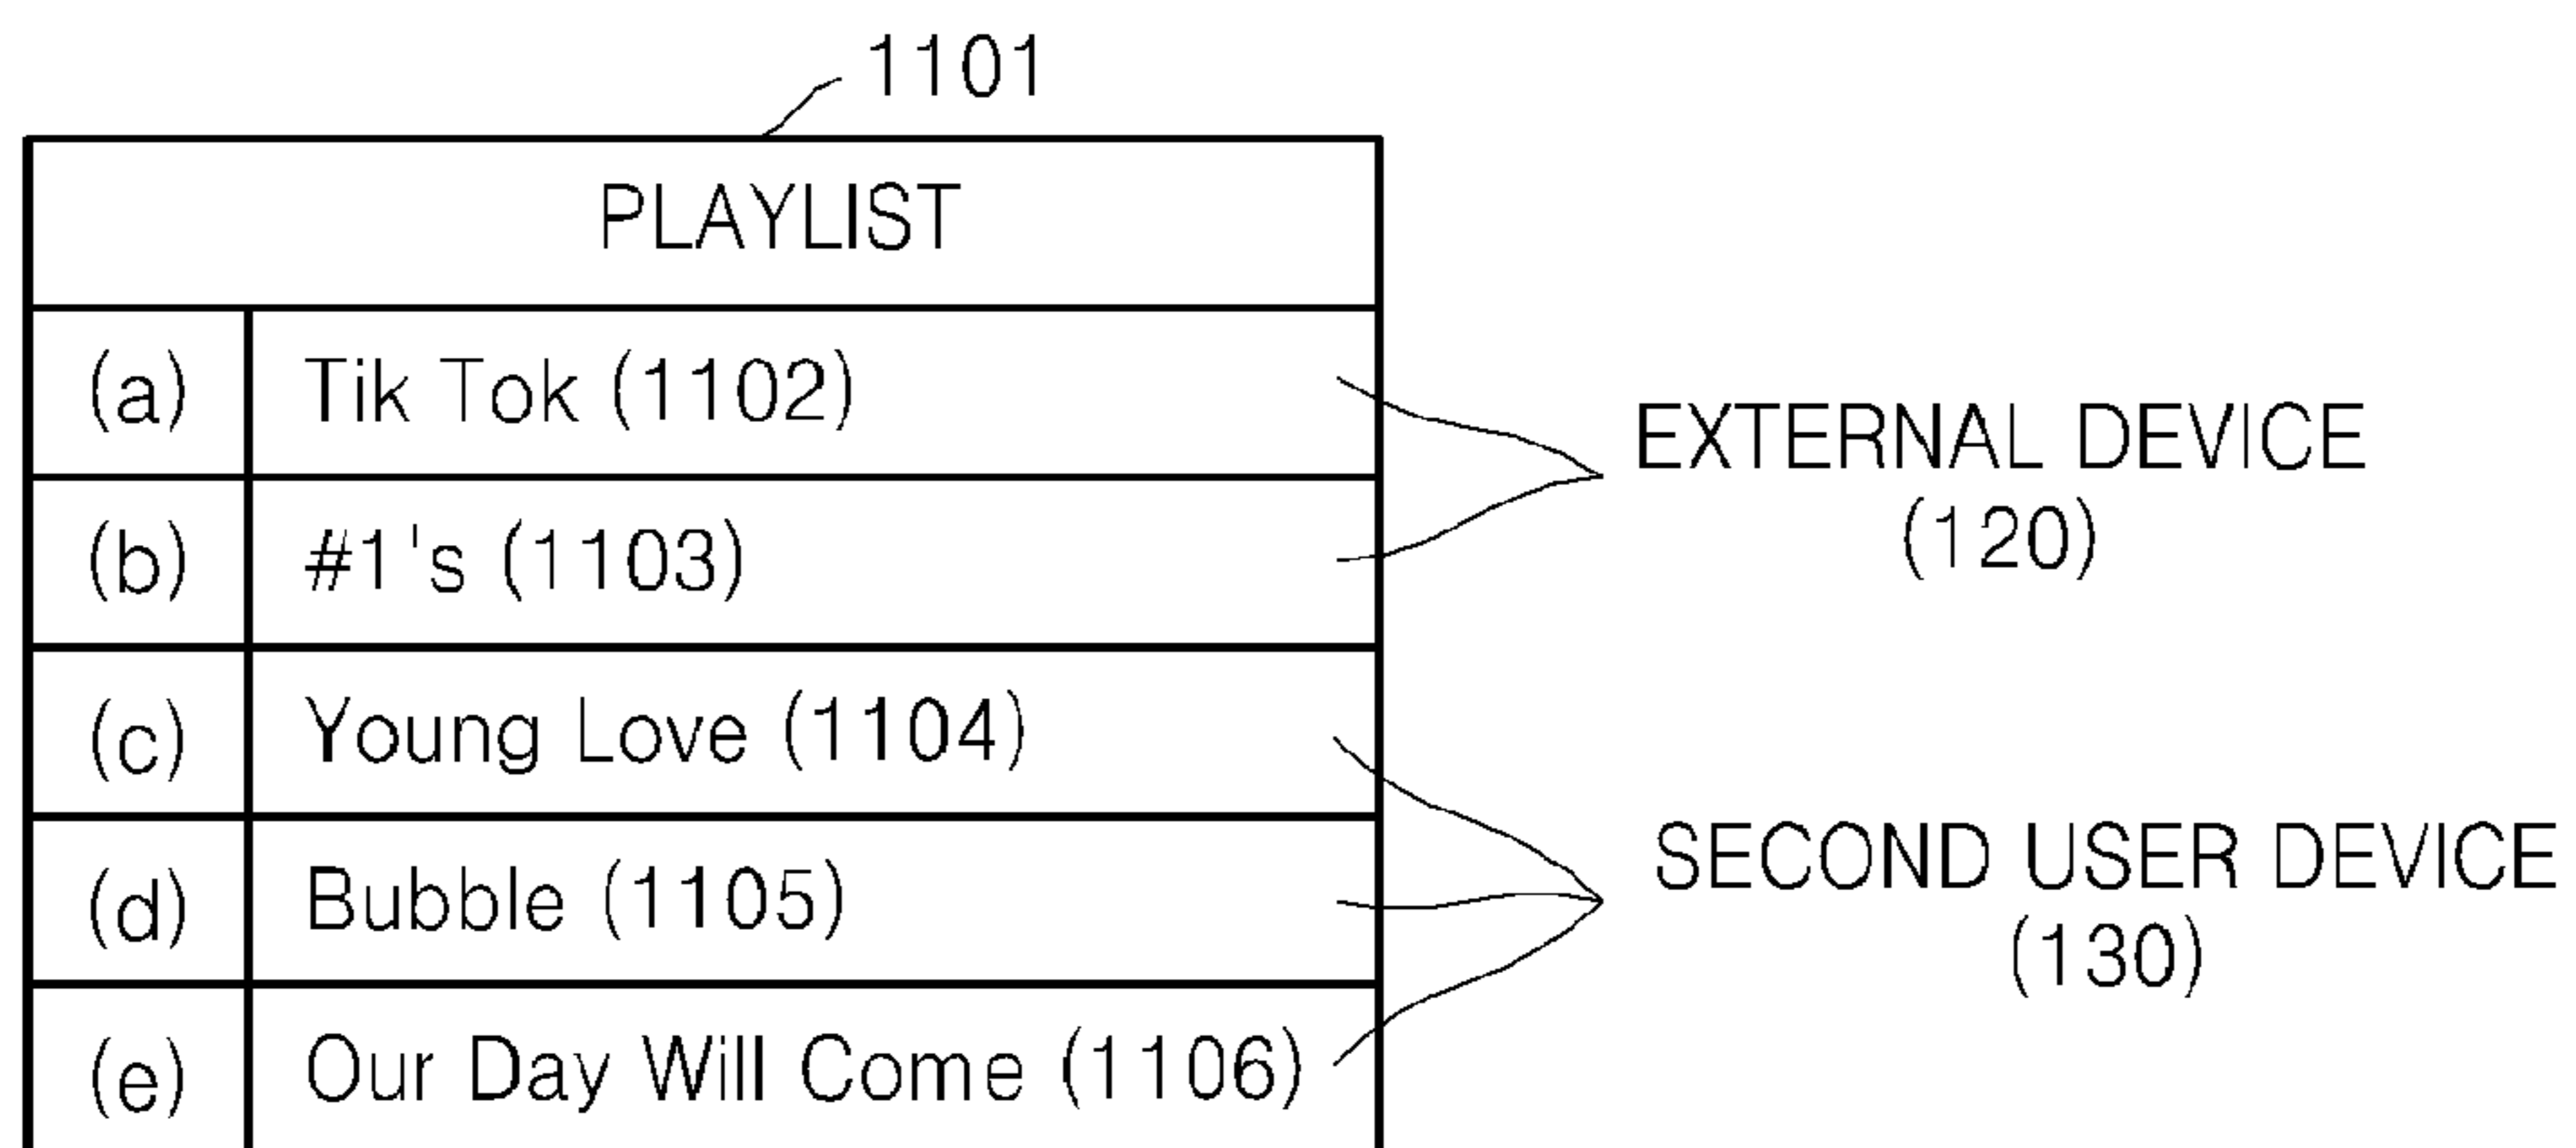 1101
PLAYLIST
(a) Tik Tok (1102)
(b) #1's (1103)
(c) Young Love (1104)
(d) Bubble (1105)
(e) Our Day Will Come (1106)
EXTERNAL DEVICE
(120)
SECOND USER DEVICE
(130)